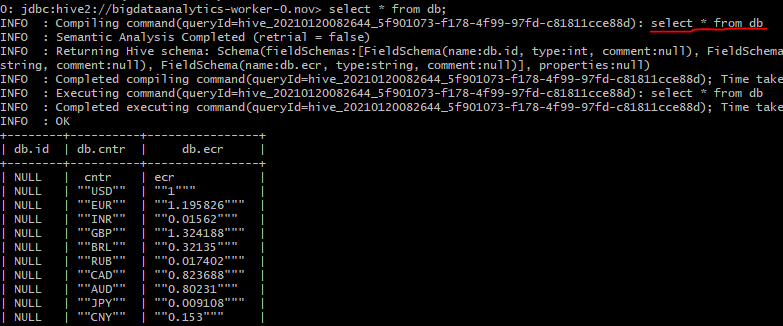 0: jdbc:hive2://bigdataanalytics-worker-0.nov> select * from db;
INFO  : Compiling command(queryId=hive_20210120082644_5f901073-f178-4f99-97fd-c81811cce88d): select * from db
INFO  : Semantic Analysis Completed (retrial = false)
INFO  : Returning Hive schema: Schema(fieldSchemas:[FieldSchema(name:db.id, type:int, comment:null), FieldSchem
string, comment:null), FieldSchema(name:db.ecr, type:string, comment:null)], properties:null)
INFO  : Completed compiling command(queryId=hive_20210120082644_5f901073-f178-4f99-97fd-c81811cce88d); Time take
INFO  : Executing command(queryId=hive_20210120082644_5f901073-f178-4f99-97fd-c81811cce88d): select * from db
INFO  : Completed executing command(queryId=hive_20210120082644_5f901073-f178-4f99-97fd-c81811cce88d); Time take
INFO  : OK
+--------+----------+----------------+
| db.id  | db.cntr  |     db.ecr     |
+--------+----------+----------------+
| NULL   |  cntr    | ecr            |
| NULL   | ""USD""  | ""1"""         |
| NULL   | ""EUR""  | ""1.195826"""  |
| NULL   | ""INR""  | ""0.01562"""   |
| NULL   | ""GBP""  | ""1.324188"""  |
| NULL   | ""BRL""  | ""0.32135"""   |
| NULL   | ""RUB""  | ""0.017402"""  |
| NULL   | ""CAD""  | ""0.823688"""  |
| NULL   | ""AUD""  | ""0.80231"""   |
| NULL   | ""JPY""  | ""0.009108"""  |
| NULL   | ""CNY""  | ""0.153"""     |